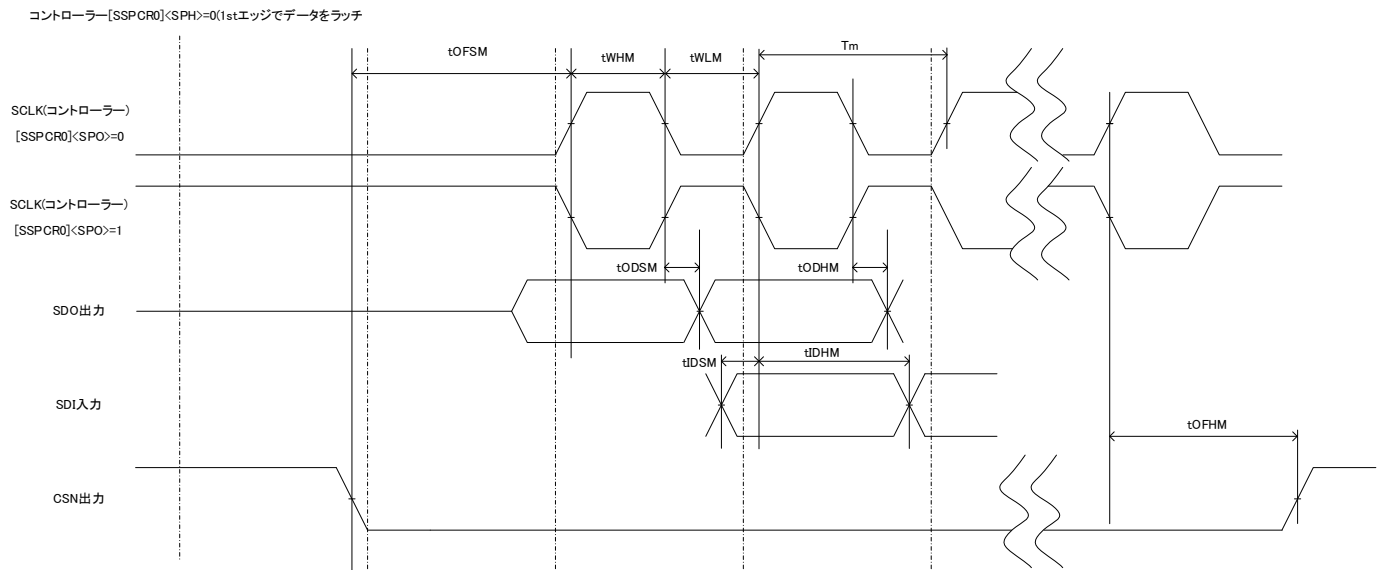 コントローラー[SSPCR0]<SPH>=0(1stエッジでデータをラッチ
tOFSM
tWHM
tWLM
Tm
SCLK(コントローラー)
[SSPCR0]<SPO>=0
SCLK(コントローラー)
[SSPCR0]<SPO>=1
tODSM
tODHM
SDO出力
tIDSM
tIDHM
SDI入力
tOFHM
CSN出力